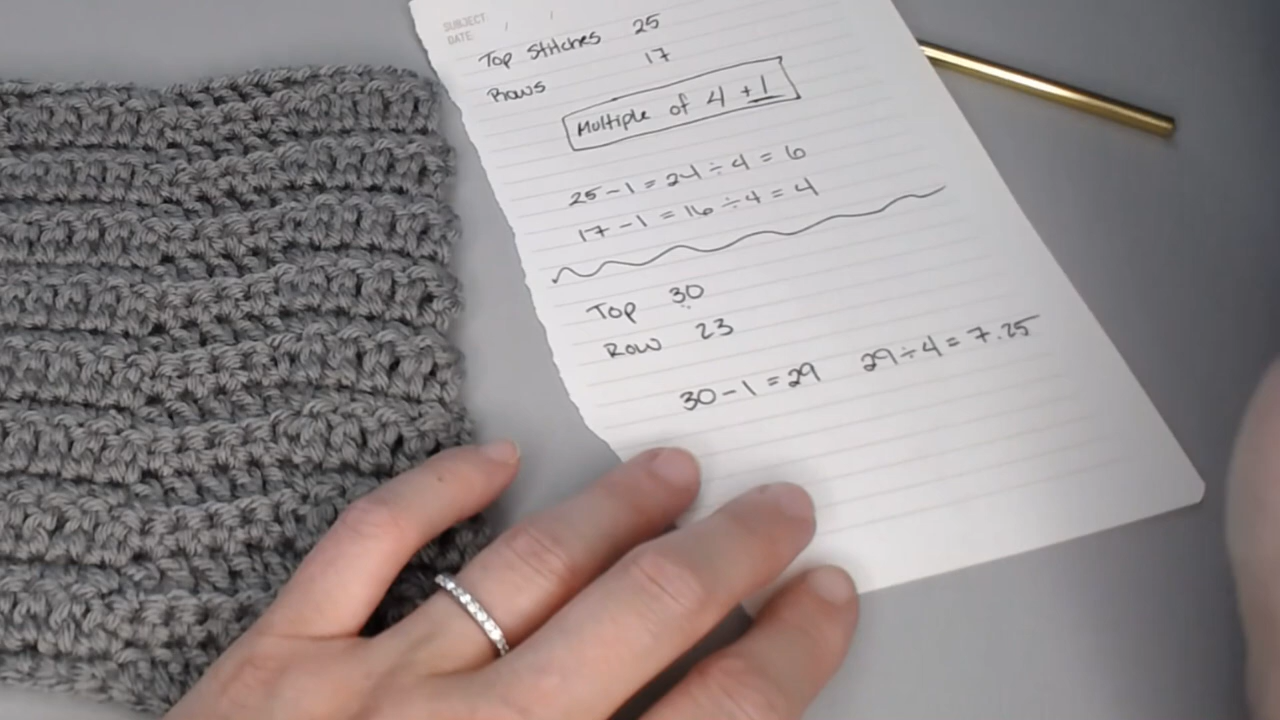 SUBJECT
DATE: / /
Top Stitches 25
Rows 17
Multiple of 4 +1
25 - 1 = 24 ÷ 4 = 6
17 - 1 = 16 ÷ 4 = 4
Top 30
Row 23
30 - 1 = 29 29 ÷ 4 = 7.25